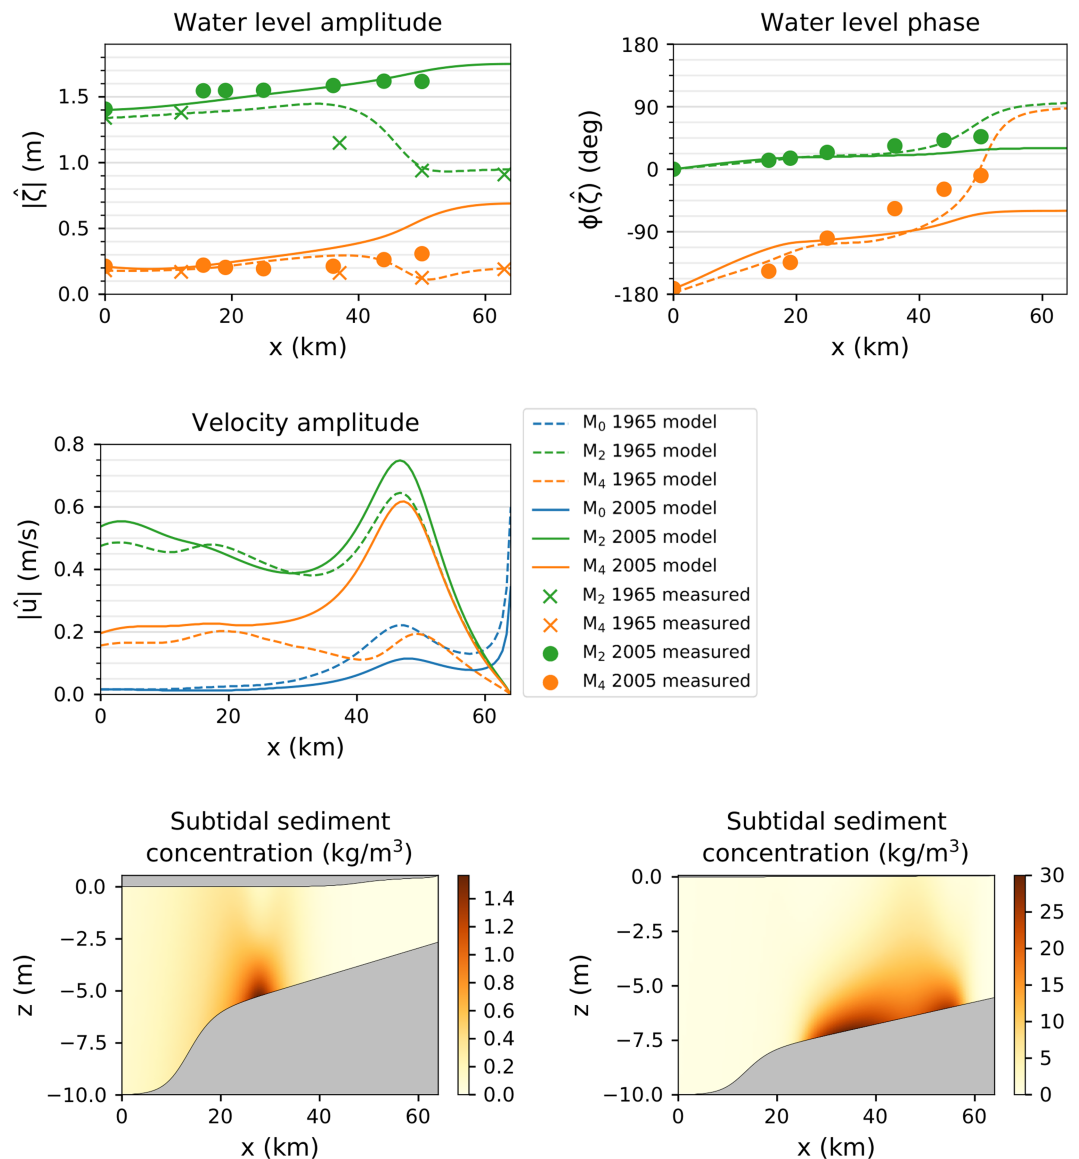 Water level amplitude
|ζ̂| (m)
1.5
1.0
0.5
0.0
0 20 40 60
x (km)
Water level phase
ϕ(ζ̂) (deg)
180
90
0
-90
-180
0 20 40 60
x (km)
Velocity amplitude
|û| (m/s)
0.8
0.6
0.4
0.2
0.0
0 20 40 60
x (km)
M₀ 1965 model
M₂ 1965 model
M₄ 1965 model
M₀ 2005 model
M₂ 2005 model
M₄ 2005 model
M₂ 1965 measured
M₄ 1965 measured
M₂ 2005 measured
M₄ 2005 measured
Subtidal sediment
concentration (kg/m³)
z (m)
0.0
−2.5
−5.0
−7.5
−10.0
0 20 40 60
x (km)
1.4
1.2
1.0
0.8
0.6
0.4
0.2
0.0
Subtidal sediment
concentration (kg/m³)
z (m)
0.0
−2.5
−5.0
−7.5
−10.0
0 20 40 60
x (km)
30
25
20
15
10
5
0